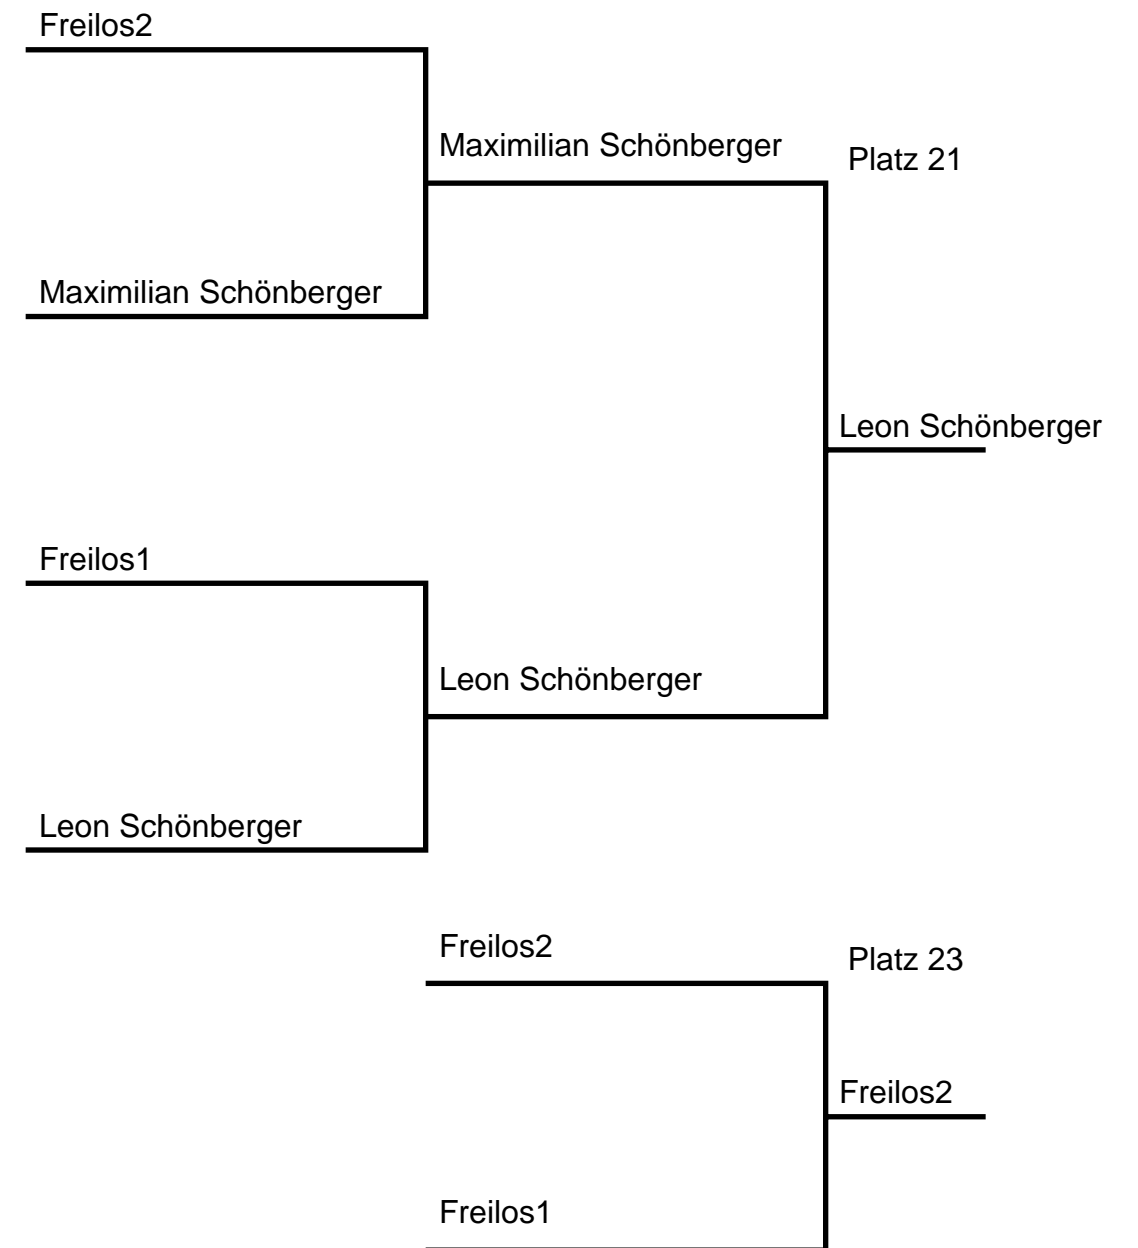 Freilos2
Maximilian Schönberger
Platz 21
Maximilian Schönberger
Leon Schönberger
Freilos1
Leon Schönberger
Leon Schönberger
Freilos2
Platz 23
Freilos2
Freilos1